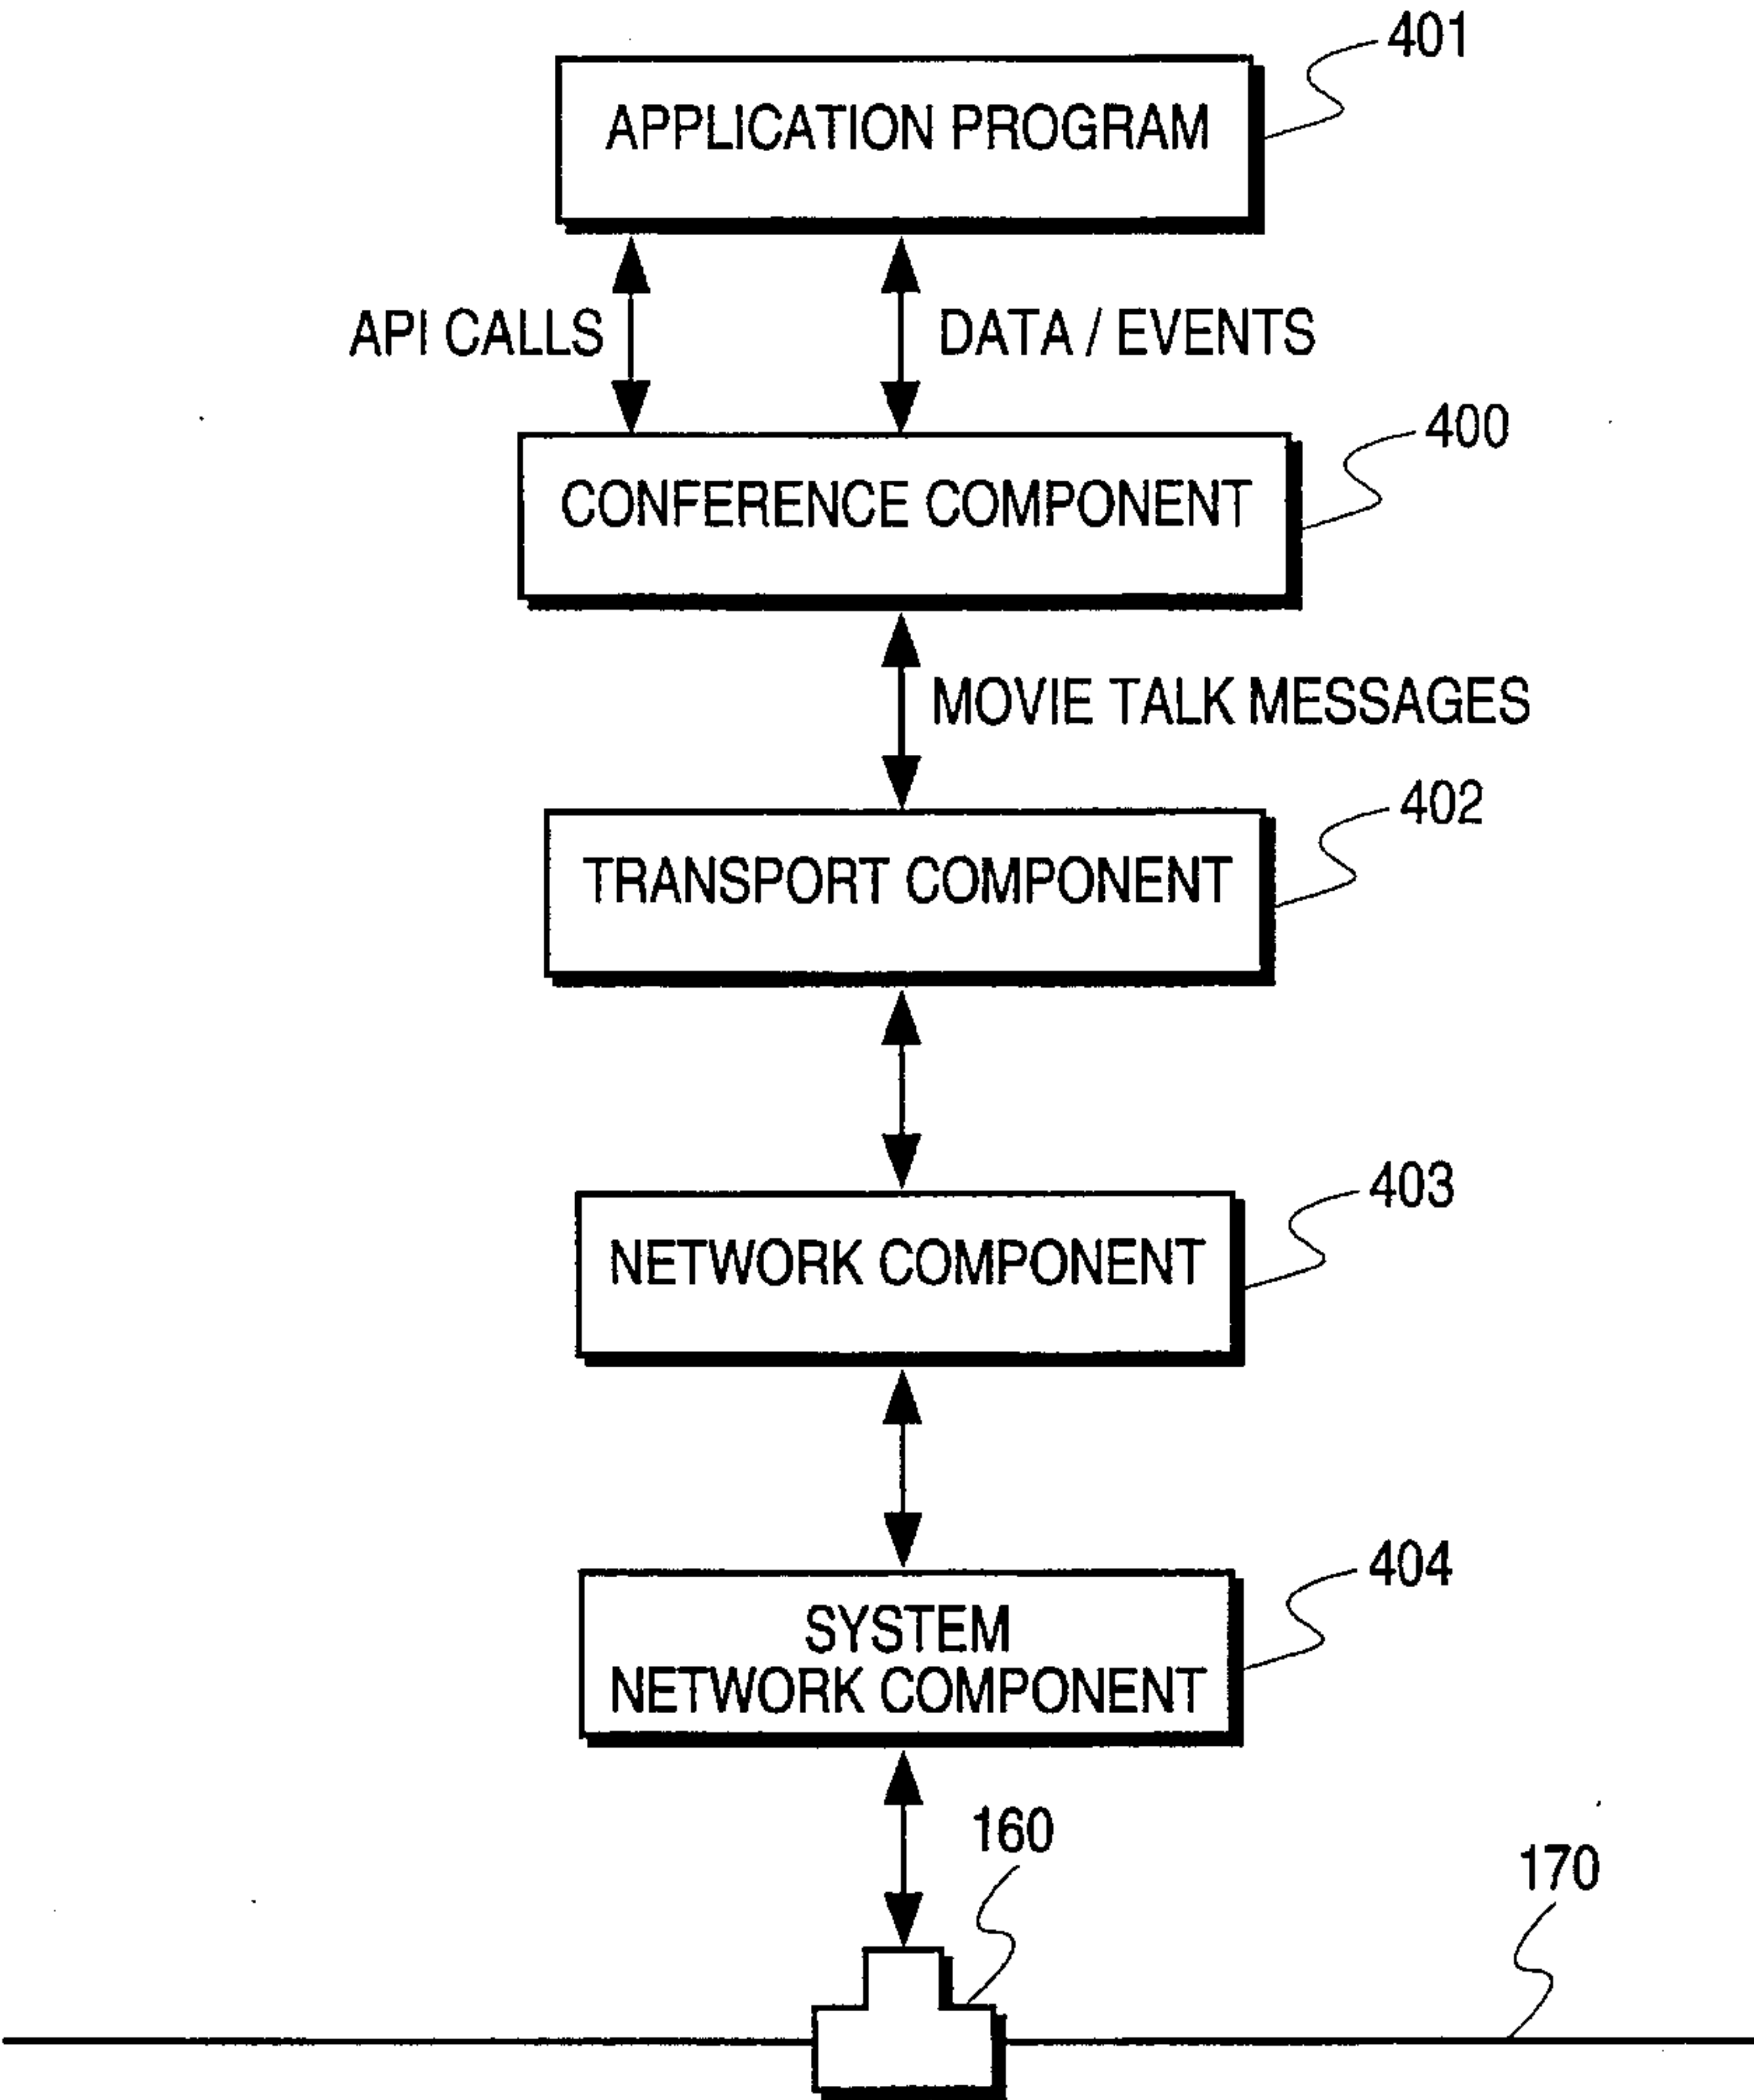 401
APPLICATION PROGRAM
API CALLS
DATA / EVENTS
400
CONFERENCE COMPONENT
MOVIE TALK MESSAGES
402
TRANSPORT COMPONENT
403
NETWORK COMPONENT
404
SYSTEM
NETWORK COMPONENT
160
170